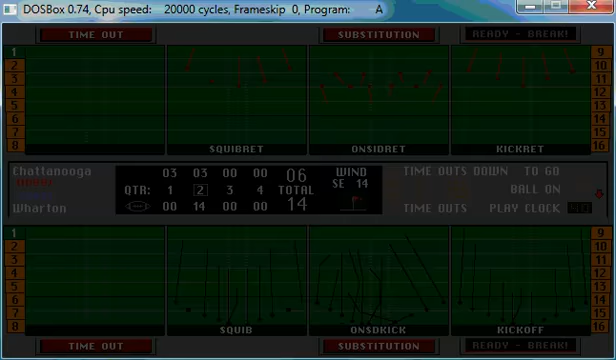 DOSBox 0.74, Cpu speed: 20000 cycles, Frameskip 0, Program: A
TIME OUT SUBSTITUTION READY - BREAK!
1 9
2 10
3 11
4 12
5 13
6 14
7 15
8 SQUIBRET ONSIDRET KICKRET 16
Chattanooga 03 03 00 00 06 WIND TIME OUTS DOWN TO GO
QTR: 1 2 3 4 TOTAL SE 14 BALL ON
Wharton 00 14 00 00 14 TIME OUTS PLAY CLOCK
1 9
2 10
3 11
4 12
5 13
6 14
7 15
8 SQUIB ONSDKICK KICKOFF 16
TIME OUT SUBSTITUTION READY - BREAK!